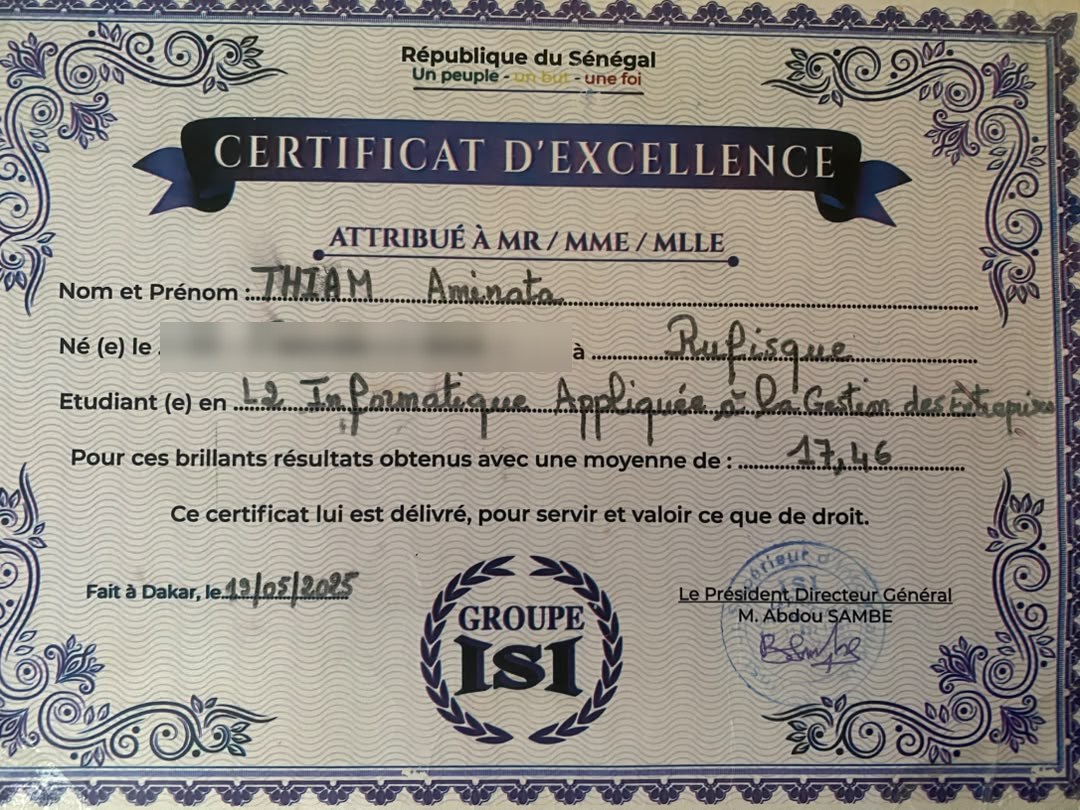 République du Sénégal
Un peuple - un but - une foi
CERTIFICAT D'EXCELLENCE
ATTRIBUÉ À MR / MME / MLLE
Nom et Prénom : THIAM Aminata
Né (e) le : à Rufisque
Etudiant (e) en L2 Informatique Appliquée à la Gestion des Etreprises
Pour ces brillants résultats obtenus avec une moyenne de : 17,46
Ce certificat lui est délivré, pour servir et valoir ce que de droit.
Fait à Dakar, le 19/05/2025
Le Président Directeur Général
M. Abdou SAMBE
GROUPE
ISI